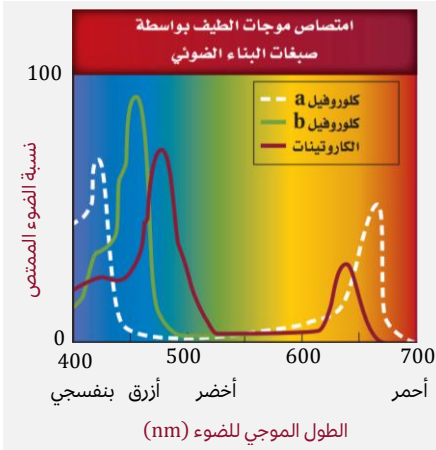 امتصاص موجات الطيف بواسطة
صبغات البناء الضوئي
100
كلوروفيل a
كلوروفيل b
الكاروتينات
نسبة الضوء الممتص
0
400 500 600 700
بنفسجي أزرق أخضر أحمر
الطول الموجي للضوء (nm)